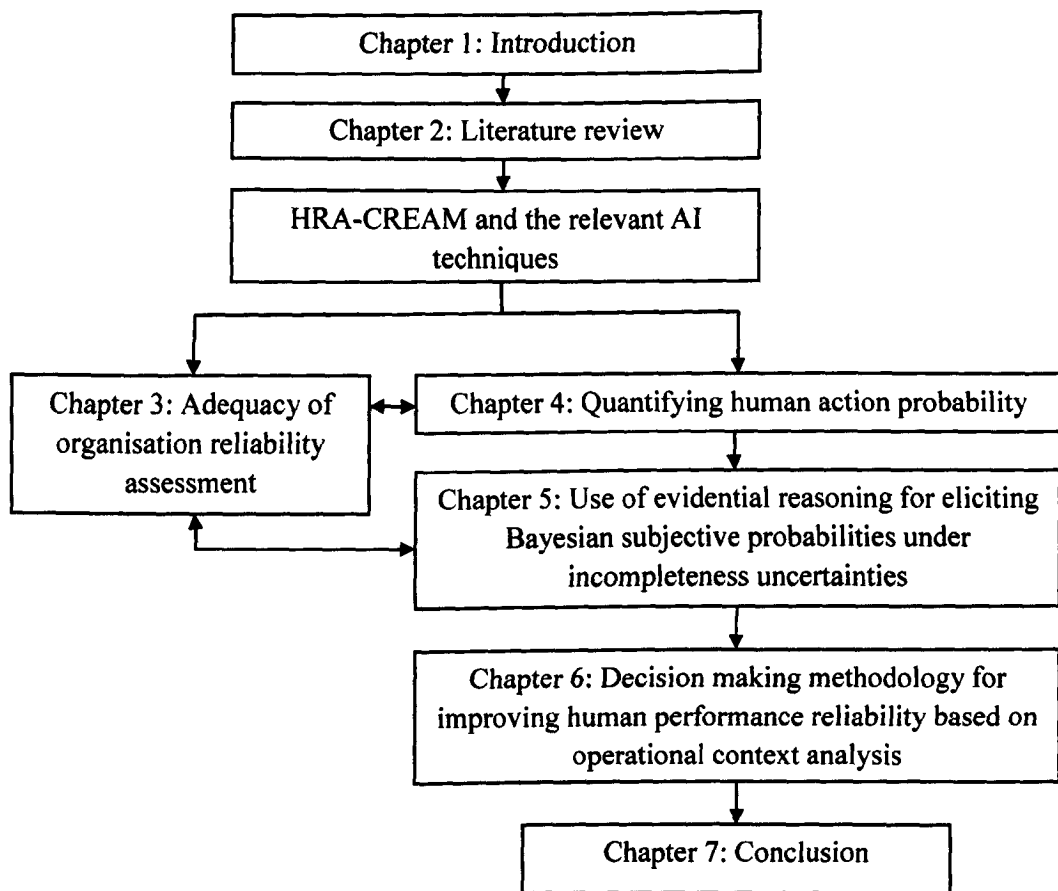 Chapter 1: Introduction
Chapter 2: Literature review
HRA-CREAM and the relevant AI
techniques
Chapter 3: Adequacy of
organisation reliability
assessment
Chapter 4: Quantifying human action probability
Chapter 5: Use of evidential reasoning for eliciting
Bayesian subjective probabilities under
incompleteness uncertainties
Chapter 6: Decision making methodology for
improving human performance reliability based on
operational context analysis
Chapter 7: Conclusion